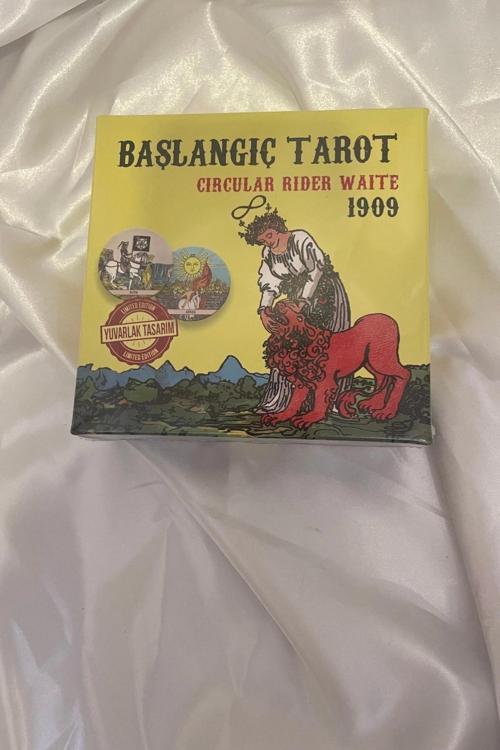 BAŞLANGIÇ TAROT
CIRCULAR RIDER WAITE
1909
LIMITED EDITION
YUVARLAK TASARIM
LIMITED EDITION